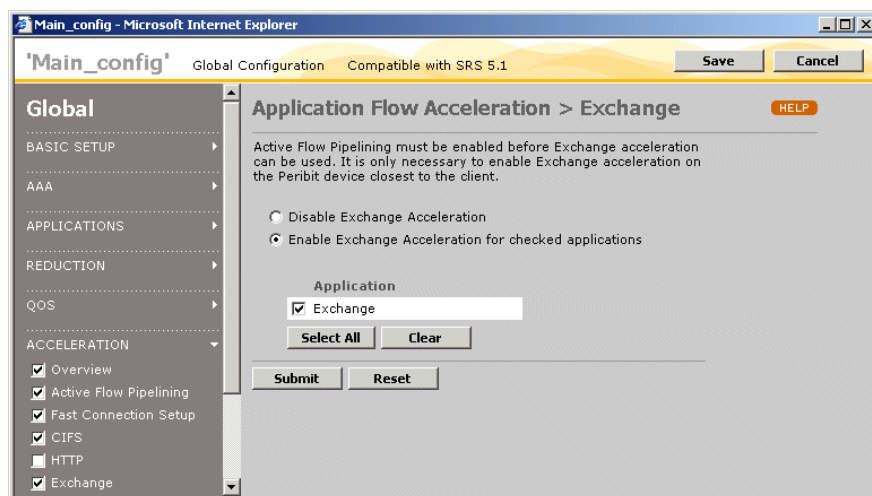 Main_config - Microsoft Internet Explorer
'Main_config' Global Configuration Compatible with SRS 5.1 Save Cancel
Global
BASIC SETUP
AAA
APPLICATIONS
REDUCTION
QOS
ACCELERATION
Overview
Active Flow Pipelining
Fast Connection Setup
CIFS
HTTP
Exchange
Application Flow Acceleration > Exchange HELP
Active Flow Pipelining must be enabled before Exchange acceleration
can be used. It is only necessary to enable Exchange acceleration on
the Peribit device closest to the client.
Disable Exchange Acceleration
Enable Exchange Acceleration for checked applications
Application
Exchange
Select All Clear
Submit Reset